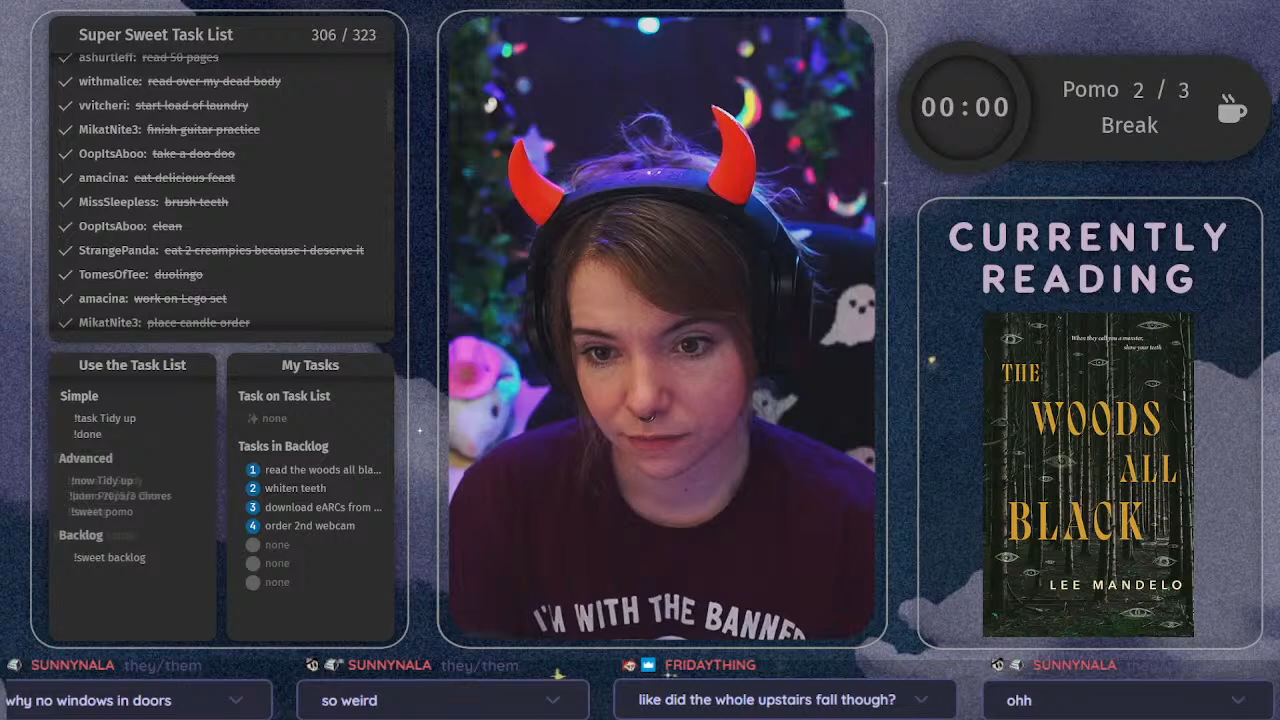 Super Sweet Task List 306 / 323
ashurtleff: read 50 pages
withmalice: read over my dead body
vvitcheri: start load of laundry
MikatNite3: finish guitar practice
OopItsAboo: take a doo doo
amacina: eat delicious feast
MissSleepless: brush teeth
OopItsAboo: clean
StrangePanda: eat 2 creampies because i deserve it
TomesOfTee: duolingo
amacina: work on Lego set
MikatNite3: place candle order
Use the Task List
Simple
!task Tidy up
!done
Advanced
!now Tidy up
!sweet pomo
Backlog
!sweet backlog
My Tasks
Task on Task List
none
Tasks in Backlog
1 read the woods all bla...
2 whiten teeth
3 download eARCs from ...
4 order 2nd webcam
none
none
none
I'M WITH THE BANNED
00:00
Pomo 2 / 3
Break
CURRENTLY
READING
When they call you a monster,
show your teeth
THE
WOODS
ALL
BLACK
LEE MANDELO
SUNNYNALA they/them
why no windows in doors
SUNNYNALA they/them
so weird
FRIDAYTHING
like did the whole upstairs fall though?
SUNNYNALA
ohh